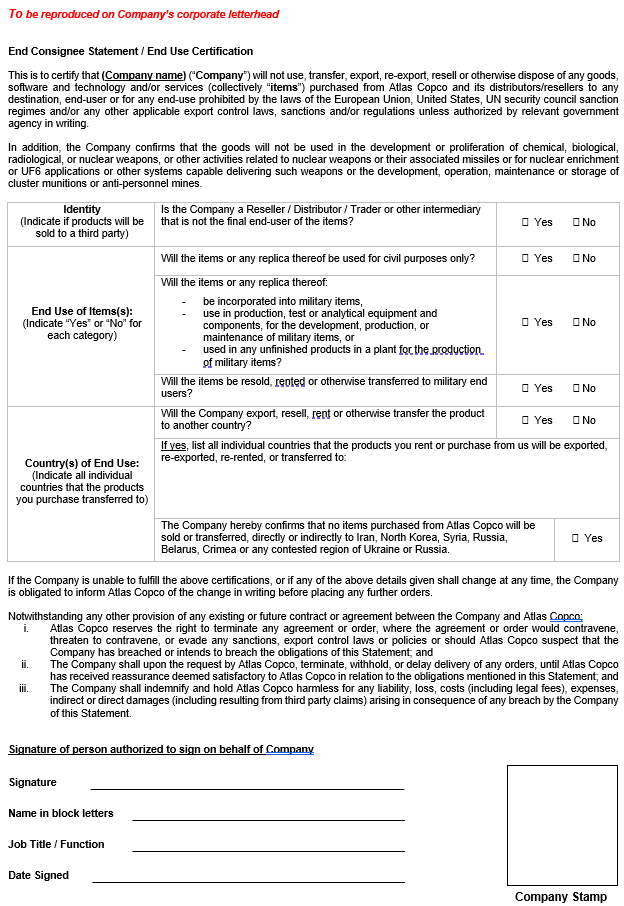 To be reproduced on Company's corporate letterhead
End Consignee Statement / End Use Certification
This is to certify that (Company name) ("Company") will not use, transfer, export, re-export, resell or otherwise dispose of any goods,
software and technology and/or services (collectively "items") purchased from Atlas Copco and its distributors/resellers to any
destination, end-user or for any end-use prohibited by the laws of the European Union, United States, UN security council sanction
regimes and/or any other applicable export control laws, sanctions and/or regulations unless authorized by relevant government
agency in writing.
In addition, the Company confirms that the goods will not be used in the development or proliferation of chemical, biological,
radiological, or nuclear weapons, or other activities related to nuclear weapons or their associated missiles or for nuclear enrichment
or UF6 applications or other systems capable delivering such weapons or the development, operation, maintenance or storage of
cluster munitions or anti-personnel mines.
Identity
(Indicate if products will be
sold to a third party)
Is the Company a Reseller / Distributor / Trader or other intermediary
that is not the final end-user of the items?
☐ Yes ☐ No
End Use of Items(s):
(Indicate "Yes" or "No" for
each category)
Will the items or any replica thereof be used for civil purposes only?
☐ Yes ☐ No
Will the items or any replica thereof:
- be incorporated into military items,
- use in production, test or analytical equipment and
components, for the development, production, or
maintenance of military items, or
- used in any unfinished products in a plant for the production
of military items?
☐ Yes ☐ No
Will the items be resold, rented or otherwise transferred to military end
users?
☐ Yes ☐ No
Country(s) of End Use:
(Indicate all individual
countries that the products
you purchase transferred to)
Will the Company export, resell, rent or otherwise transfer the product
to another country?
☐ Yes ☐ No
If yes, list all individual countries that the products you rent or purchase from us will be exported,
re-exported, re-rented, or transferred to:
The Company hereby confirms that no items purchased from Atlas Copco will be
sold or transferred, directly or indirectly to Iran, North Korea, Syria, Russia,
Belarus, Crimea or any contested region of Ukraine or Russia.
☐ Yes
If the Company is unable to fulfill the above certifications, or if any of the above details given shall change at any time, the Company
is obligated to inform Atlas Copco of the change in writing before placing any further orders.
Notwithstanding any other provision of any existing or future contract or agreement between the Company and Atlas Copco:
i. Atlas Copco reserves the right to terminate any agreement or order, where the agreement or order would contravene,
threaten to contravene, or evade any sanctions, export control laws or policies or should Atlas Copco suspect that the
Company has breached or intends to breach the obligations of this Statement; and
ii. The Company shall upon the request by Atlas Copco, terminate, withhold, or delay delivery of any orders, until Atlas Copco
has received reassurance deemed satisfactory to Atlas Copco in relation to the obligations mentioned in this Statement; and
iii. The Company shall indemnify and hold Atlas Copco harmless for any liability, loss, costs (including legal fees), expenses,
indirect or direct damages (including resulting from third party claims) arising in consequence of any breach by the Company
of this Statement.
Signature of person authorized to sign on behalf of Company
Signature
Name in block letters
Job Title / Function
Date Signed
Company Stamp